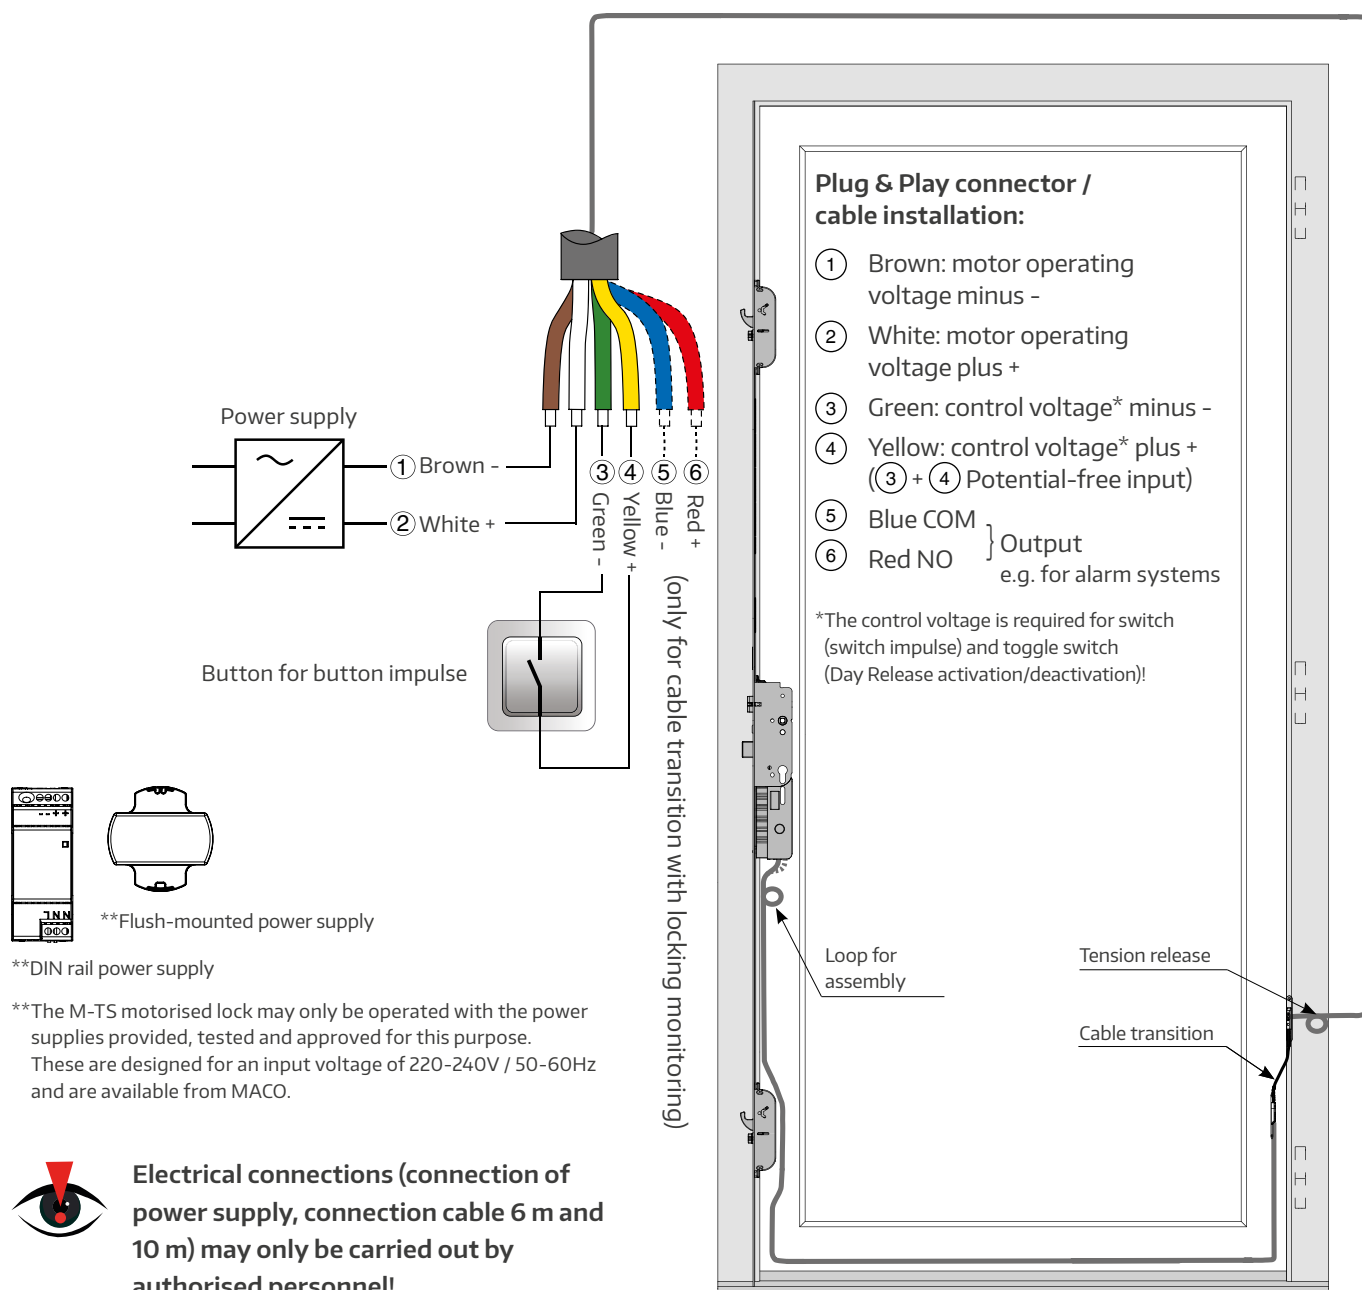 Plug & Play connector /
cable installation:
1 Brown: motor operating
voltage minus -
2 White: motor operating
voltage plus +
3 Green: control voltage* minus -
4 Yellow: control voltage* plus +
(3 + 4 Potential-free input)
5 Blue COM
6 Red NO
} Output
e.g. for alarm systems
*The control voltage is required for switch
(switch impulse) and toggle switch
(Day Release activation/deactivation)!
Power supply
1 Brown -
2 White +
3 Green -
4 Yellow +
5 Blue -
6 Red +
(only for cable transition with locking monitoring)
Button for button impulse
- - + +
NNL
**Flush-mounted power supply
**DIN rail power supply
**The M-TS motorised lock may only be operated with the power
supplies provided, tested and approved for this purpose.
These are designed for an input voltage of 220-240V / 50-60Hz
and are available from MACO.
Loop for
assembly
Tension release
Cable transition
Electrical connections (connection of
power supply, connection cable 6 m and
10 m) may only be carried out by
authorised personnel!